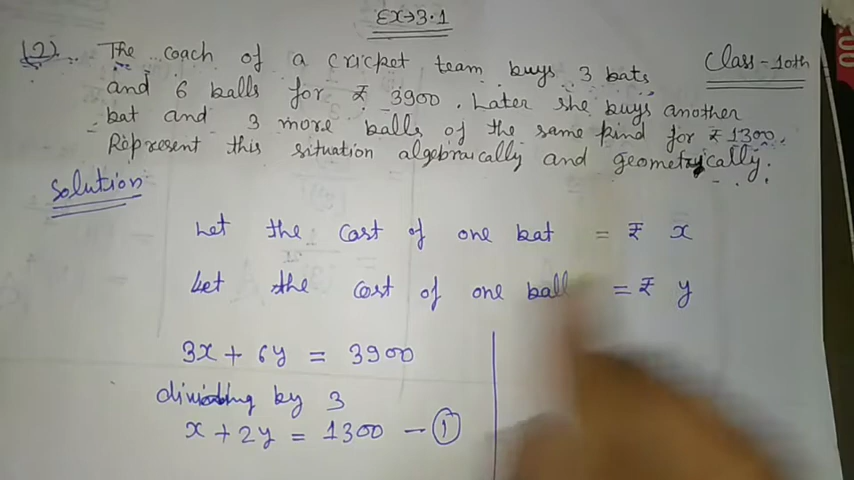 Ex→3.1
(2). The coach of a cricket team buys 3 bats
Class-10th
and 6 balls for ₹ 3900. Later she buys another
bat and 3 more balls of the same kind for ₹ 1300.
Represent this situation algebraically and geometrically.
Solution
Let the cost of one bat = ₹ x
Let the cost of one ball = ₹ y
3x + 6y = 3900
dividing by 3
x + 2y = 1300 — ①